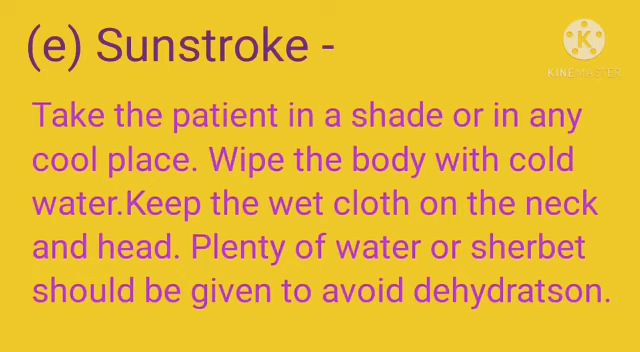 (e) Sunstroke -
KINEMASTER
Take the patient in a shade or in any
cool place. Wipe the body with cold
water.Keep the wet cloth on the neck
and head. Plenty of water or sherbet
should be given to avoid dehydratson.